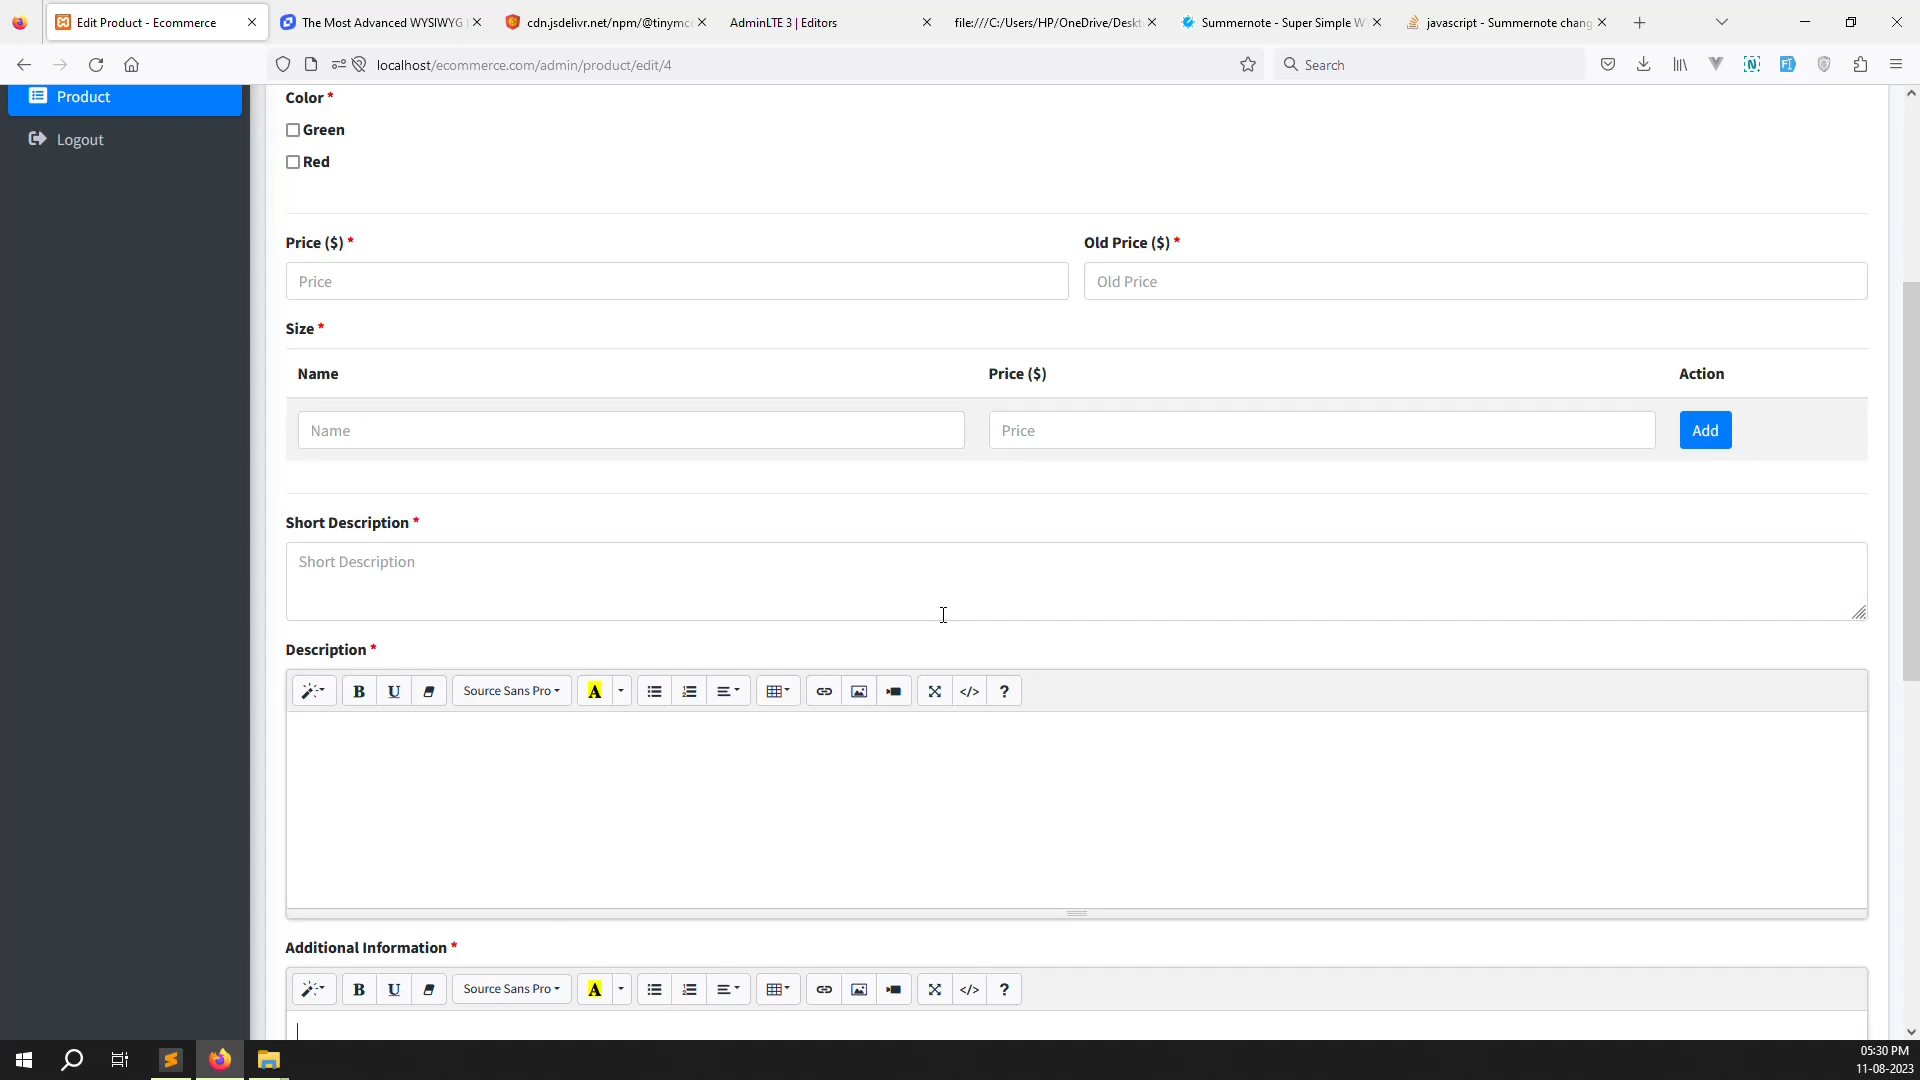 Edit Product - Ecommerce
The Most Advanced WYSIWYG
cdn.jsdelivr.net/npm/@tinymc
AdminLTE 3 | Editors
file:///C:/Users/HP/OneDrive/Deskt
Summernote - Super Simple W
javascript - Summernote chang
localhost/ecommerce.com/admin/product/edit/4
Search
Product
Logout
Color *
Green
Red
Price ($) *
Old Price ($) *
Price
Old Price
Size *
Name
Price ($)
Action
Name
Price
Add
Short Description *
Short Description
Description *
B U Source Sans Pro A </> ?
Additional Information *
B U Source Sans Pro A </> ?
05:30 PM
11-08-2023